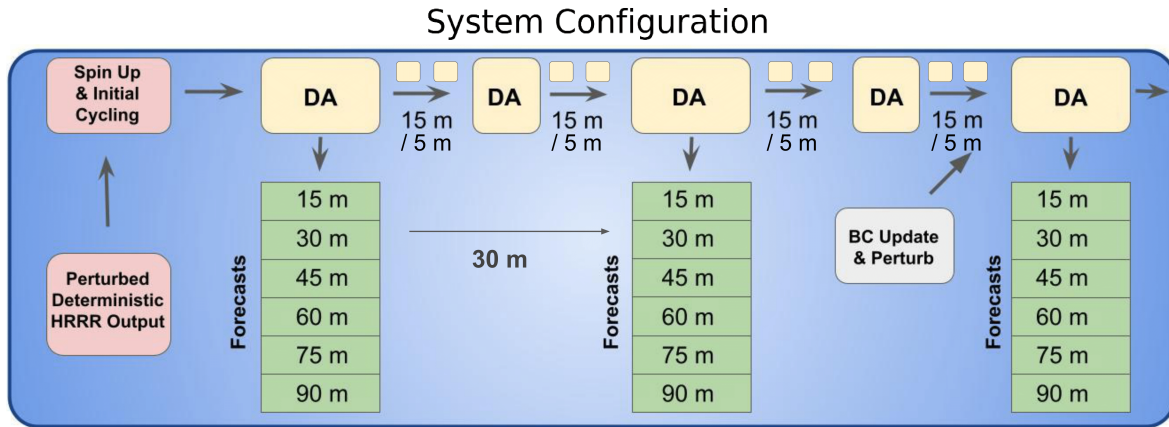 System Configuration
Spin Up
& Initial
Cycling
DA
15 m
/ 5 m
DA
15 m
/ 5 m
DA
15 m
/ 5 m
DA
15 m
/ 5 m
DA
Perturbed
Deterministic
HRRR Output
Forecasts
15 m
30 m
45 m
60 m
75 m
90 m
30 m
Forecasts
15 m
30 m
45 m
60 m
75 m
90 m
BC Update
& Perturb
Forecasts
15 m
30 m
45 m
60 m
75 m
90 m